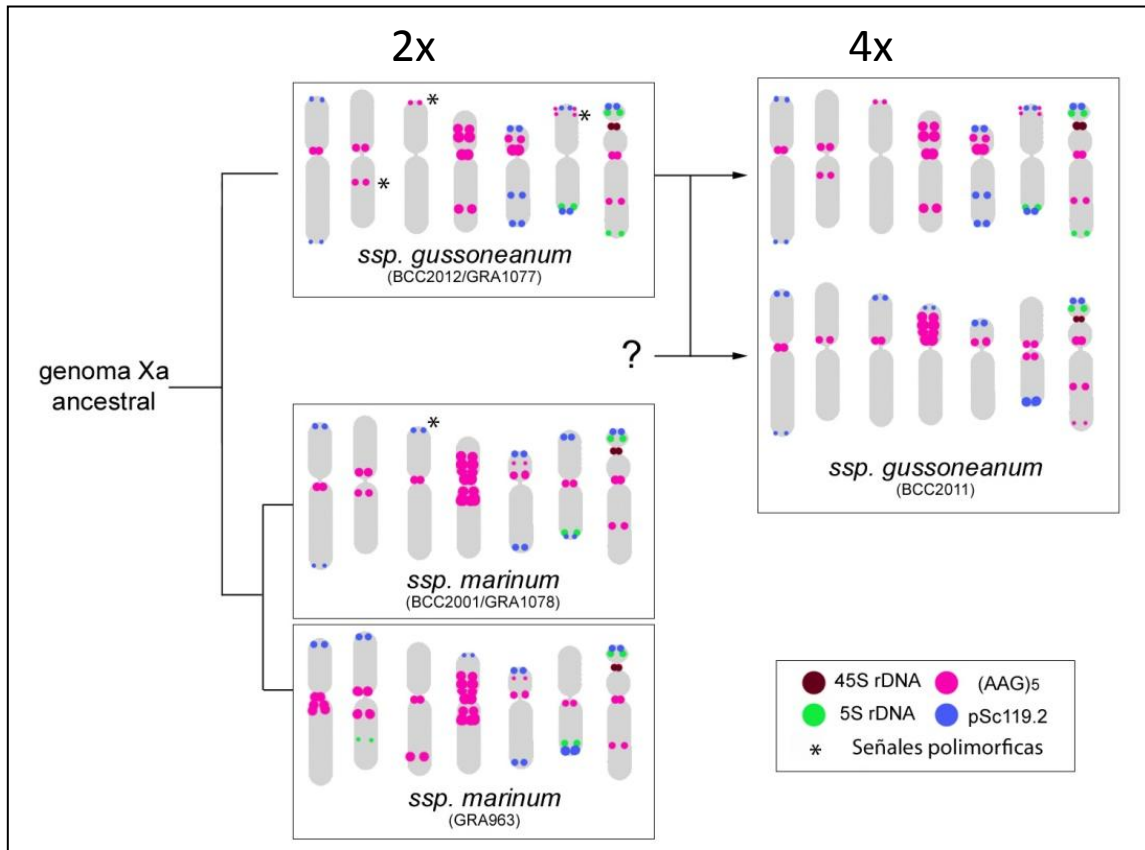 2x
4x
*
*
*
ssp. gussoneanum
(BCC2012/GRA1077)
?
genoma Xa
ancestral
ssp. gussoneanum
(BCC2011)
*
ssp. marinum
(BCC2001/GRA1078)
ssp. marinum
(GRA963)
45S rDNA
(AAG)5
5S rDNA
pSc119.2
* Señales polimorficas